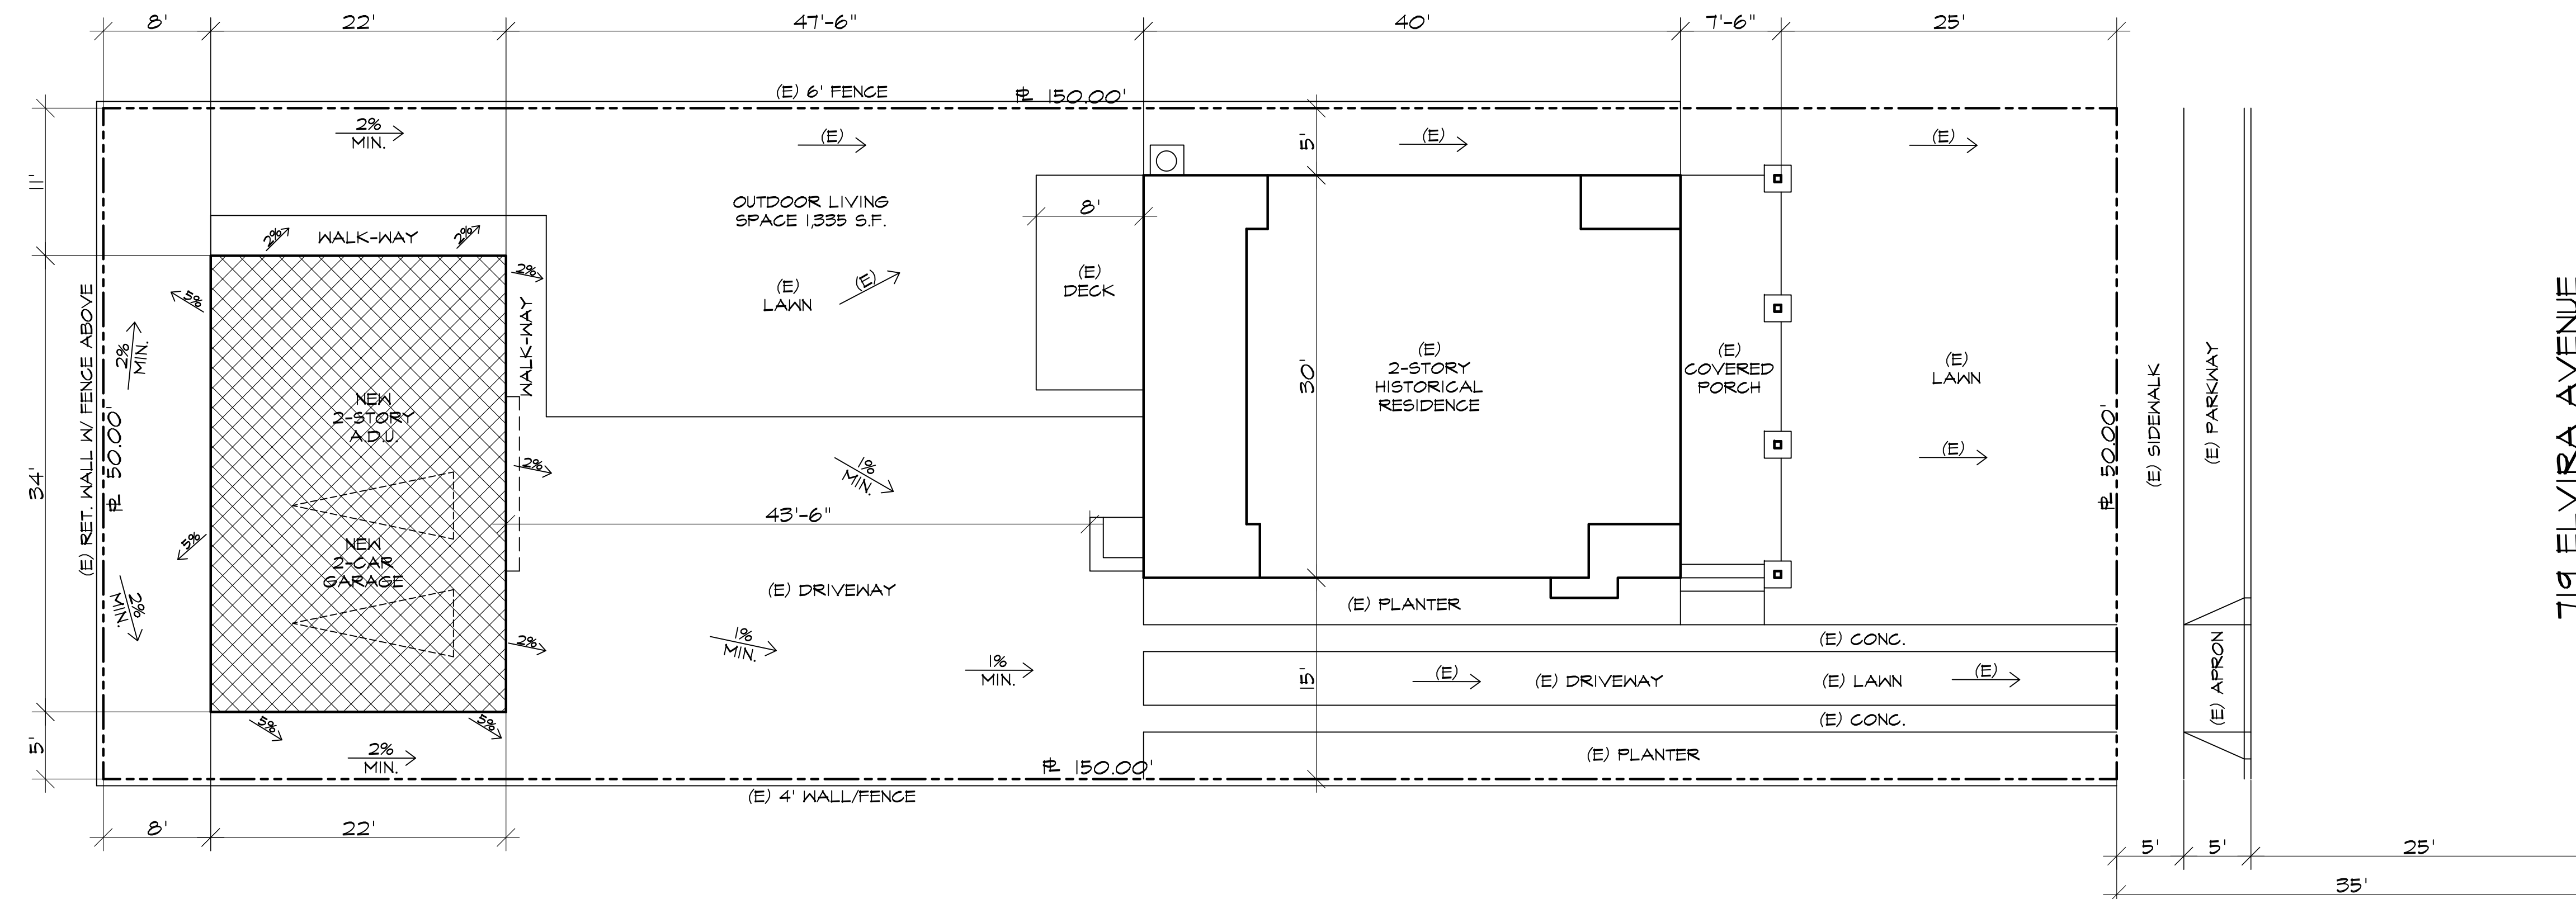 8' 22' 47'-6" 40' 7'-6" 25'
(E) 6' FENCE
PL 150.00'
2%
MIN.
(E)
(E)
(E)
5'
11'
OUTDOOR LIVING
SPACE 1,335 S.F.
8'
2%
WALK-WAY
2%
2%
5%
(E)
LAWN
(E)
(E)
DECK
(E) RET. WALL W/ FENCE ABOVE
PL 50.00'
2%
MIN.
WALK-WAY
34'
NEW
2-STORY
A.D.U.
30'
(E)
2-STORY
HISTORICAL
RESIDENCE
(E)
COVERED
PORCH
(E)
LAWN
(E)
PL 50.00'
(E) SIDEWALK
(E) PARKWAY
719 ELVIRA AVENUE
2%
1%
MIN.
43'-6"
5%
NEW
2-CAR
GARAGE
2%
MIN.
(E) DRIVEWAY
(E) PLANTER
2%
1%
MIN.
1%
MIN.
15'
(E) CONC.
(E)
(E) DRIVEWAY
(E) LAWN
(E)
(E) APRON
(E) CONC.
5%
5%
5'
2%
MIN.
(E) PLANTER
PL 150.00'
(E) 4' WALL/FENCE
8' 22'
5' 5' 25'
35'